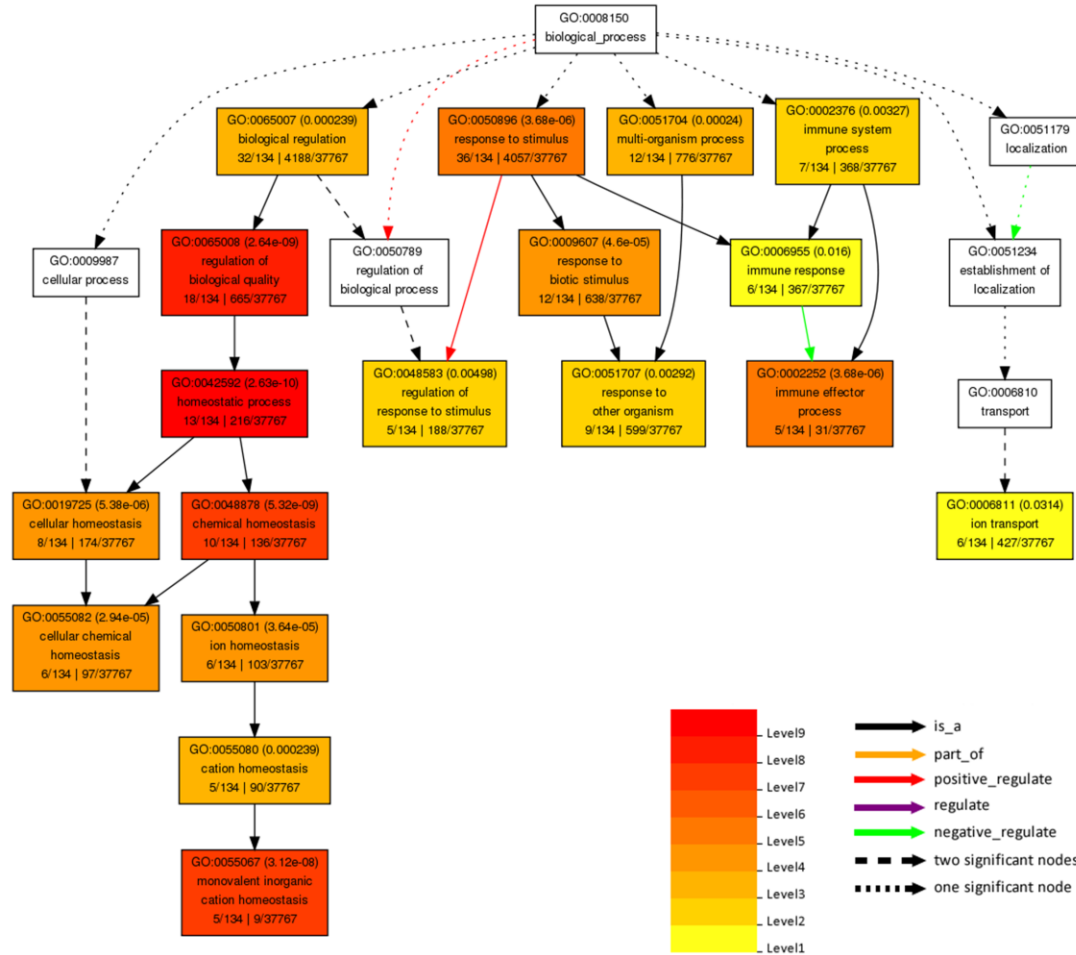 GO:0008150
biological_process
GO:0065007 (0.000239)
biological regulation
32/134 | 4188/37767
GO:0050896 (3.68e-06)
response to stimulus
36/134 | 4057/37767
GO:0051704 (0.00024)
multi-organism process
12/134 | 776/37767
GO:0002376 (0.00327)
immune system
process
7/134 | 368/37767
GO:0051179
localization
GO:0009987
cellular process
GO:0065008 (2.64e-09)
regulation of
biological quality
18/134 | 665/37767
GO:0050789
regulation of
biological process
GO:0009607 (4.6e-05)
response to
biotic stimulus
12/134 | 638/37767
GO:0006955 (0.016)
immune response
6/134 | 367/37767
GO:0051234
establishment of
localization
GO:0042592 (2.63e-10)
homeostatic process
13/134 | 216/37767
GO:0048583 (0.00498)
regulation of
response to stimulus
5/134 | 188/37767
GO:0051707 (0.00292)
response to
other organism
9/134 | 599/37767
GO:0002252 (3.68e-06)
immune effector
process
5/134 | 31/37767
GO:0006810
transport
GO:0019725 (5.38e-06)
cellular homeostasis
8/134 | 174/37767
GO:0048878 (5.32e-09)
chemical homeostasis
10/134 | 136/37767
GO:0006811 (0.0314)
ion transport
6/134 | 427/37767
GO:0055082 (2.94e-05)
cellular chemical
homeostasis
6/134 | 97/37767
GO:0050801 (3.64e-05)
ion homeostasis
6/134 | 103/37767
GO:0055080 (0.000239)
cation homeostasis
5/134 | 90/37767
GO:0055067 (3.12e-08)
monovalent inorganic
cation homeostasis
5/134 | 9/37767
Level9
Level8
Level7
Level6
Level5
Level4
Level3
Level2
Level1
is_a
part_of
positive_regulate
regulate
negative_regulate
two significant nodes
one significant node